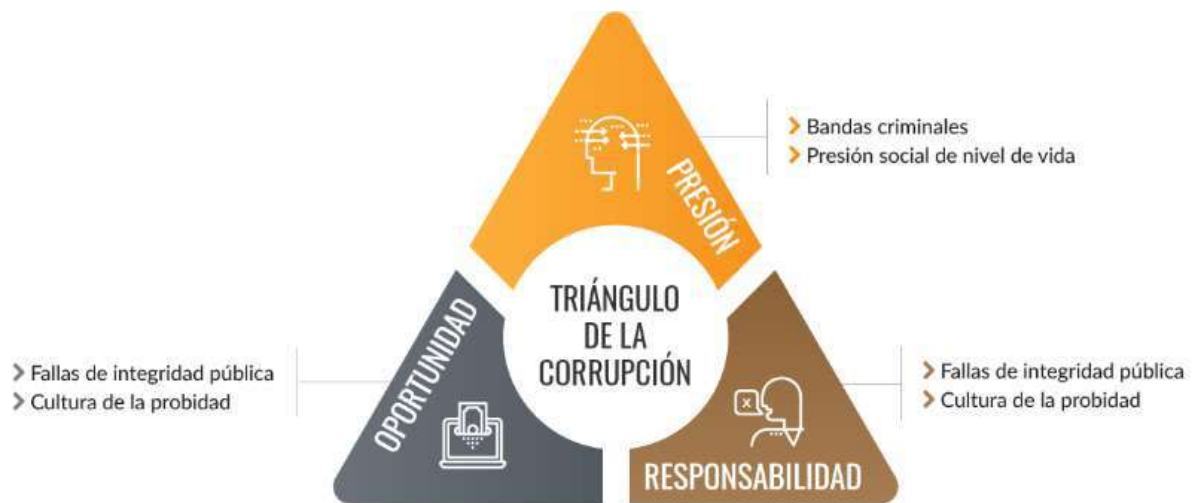 Bandas criminales
Presión social de nivel de vida
PRESIÓN
TRIÁNGULO
DE LA
CORRUPCIÓN
OPORTUNIDAD
Fallas de integridad pública
Cultura de la probidad
x
RESPONSABILIDAD
Fallas de integridad pública
Cultura de la probidad